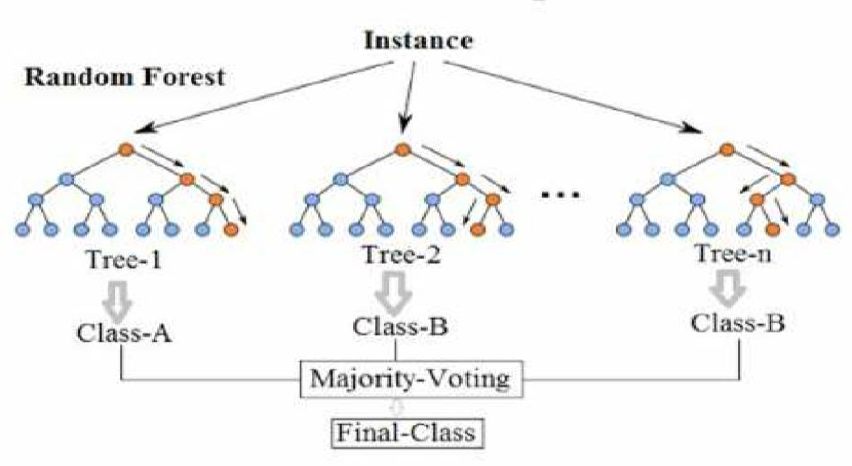 Instance
Random Forest
...
Tree-1
Tree-2
Tree-n
Class-A
Class-B
Class-B
Majority-Voting
Final-Class